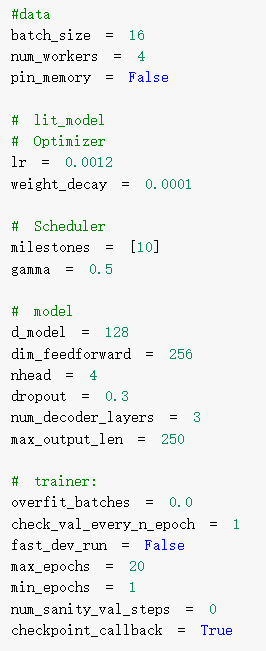 #data
batch_size = 16
num_workers = 4
pin_memory = False
# lit_model
# Optimizer
lr = 0.0012
weight_decay = 0.0001
# Scheduler
milestones = [10]
gamma = 0.5
# model
d_model = 128
dim_feedforward = 256
nhead = 4
dropout = 0.3
num_decoder_layers = 3
max_output_len = 250
# trainer:
overfit_batches = 0.0
check_val_every_n_epoch = 1
fast_dev_run = False
max_epochs = 20
min_epochs = 1
num_sanity_val_steps = 0
checkpoint_callback = True